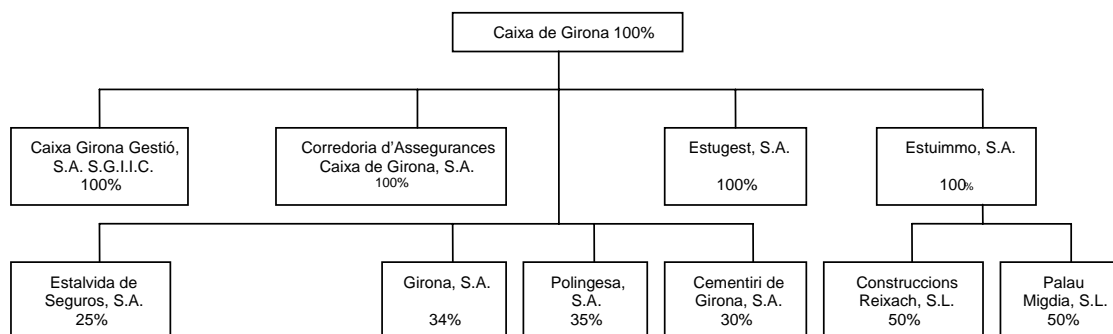 Caixa de Girona 100%
Caixa Girona Gestió,
S.A. S.G.I.I.C.
100%
Corredoria d’Assegurances
Caixa de Girona, S.A.
100%
Estugest, S.A.
100%
Estuimmo, S.A.
100%
Estalvida de
Seguros, S.A.
25%
Girona, S.A.
34%
Polingesa,
S.A.
35%
Cementiri de
Girona, S.A.
30%
Construccions
Reixach, S.L.
50%
Palau
Migdia, S.L.
50%